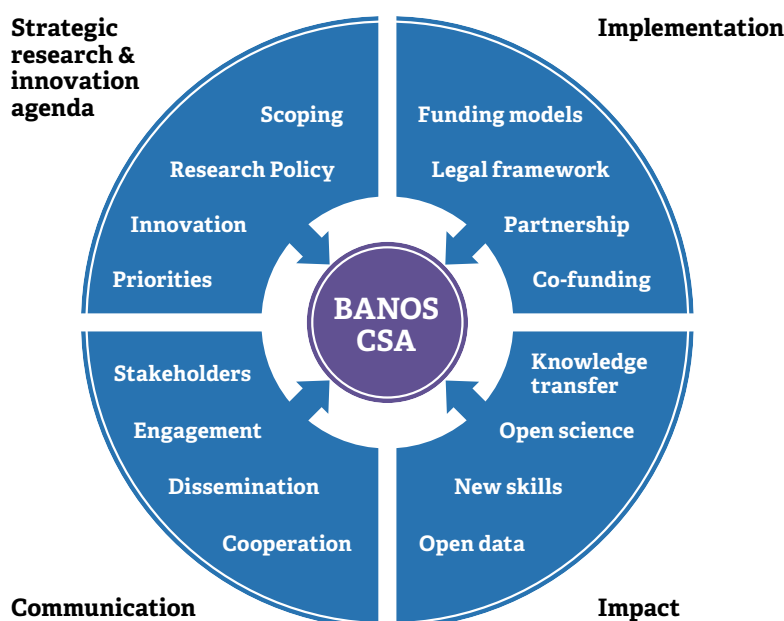 Strategic
research &
innovation
agenda
Scoping
Research Policy
Innovation
Priorities
Implementation
Funding models
Legal framework
Partnership
Co-funding
BANOS
CSA
Stakeholders
Engagement
Dissemination
Cooperation
Communication
Knowledge
transfer
Open science
New skills
Open data
Impact